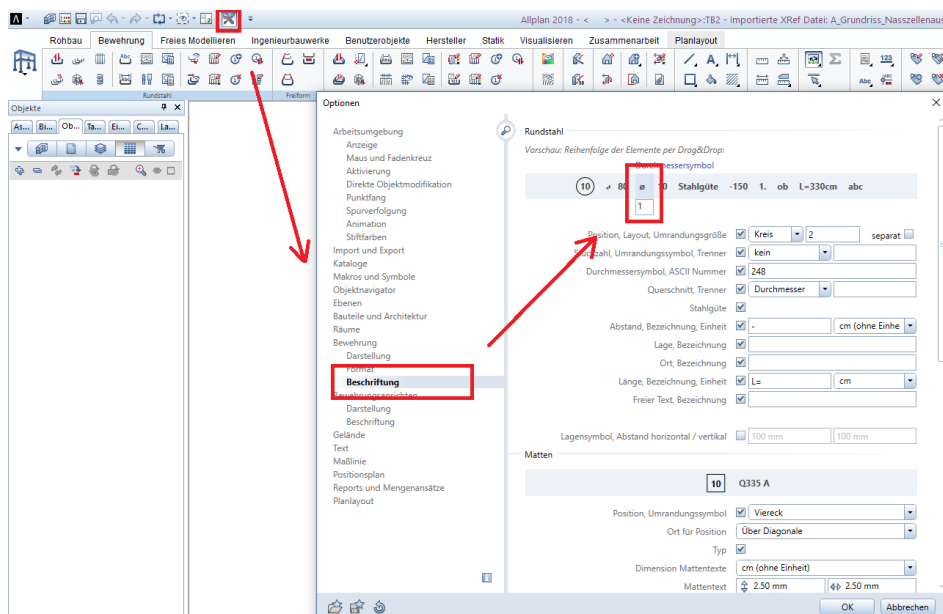 Allplan 2018 - < > - <Keine Zeichnung>:TB2 - Importierte XRef Datei: A_Grundriss_Nasszellenaus
Rohbau Bewehrung Freies Modellieren Ingenieurbauwerke Benutzerobjekte Hersteller Statik Visualisieren Zusammenarbeit Planlayout
Rundstahl Freiform
Objekte
As... Bi... Ob... Ta... Ei... C... La...
Optionen
Arbeitsumgebung
Anzeige
Maus und Fadenkreuz
Aktivierung
Direkte Objektmodifikation
Punktfang
Spurverfolgung
Animation
Stiftfarben
Import und Export
Kataloge
Makros und Symbole
Objektnavigator
Ebenen
Bauteile und Architektur
Räume
Bewehrung
Darstellung
Format
Beschriftung
Bewehrungsansichten
Darstellung
Beschriftung
Gelände
Text
Maßlinie
Positionsplan
Reports und Mengenansätze
Planlayout
Rundstahl
Vorschau: Reihenfolge der Elemente per Drag&Drop:
Durchmessersymbol
10 ⌀ 80 ø 10 Stahlgüte -150 1. ob L=330cm abc
1
Position, Layout, Umrandungsgröße Kreis 2 separat
Stückzahl, Umrandungssymbol, Trenner kein
Durchmessersymbol, ASCII Nummer 248
Querschnitt, Trenner Durchmesser
Stahlgüte
Abstand, Bezeichnung, Einheit - cm (ohne Einhe
Lage, Bezeichnung
Ort, Bezeichnung
Länge, Bezeichnung, Einheit L= cm
Freier Text, Bezeichnung
Lagensymbol, Abstand horizontal / vertikal 100 mm 100 mm
Matten
10 Q335 A
Position, Umrandungssymbol Viereck
Ort für Position Über Diagonale
Typ
Dimension Mattentexte cm (ohne Einheit)
Mattentext 2.50 mm 2.50 mm
OK Abbrechen